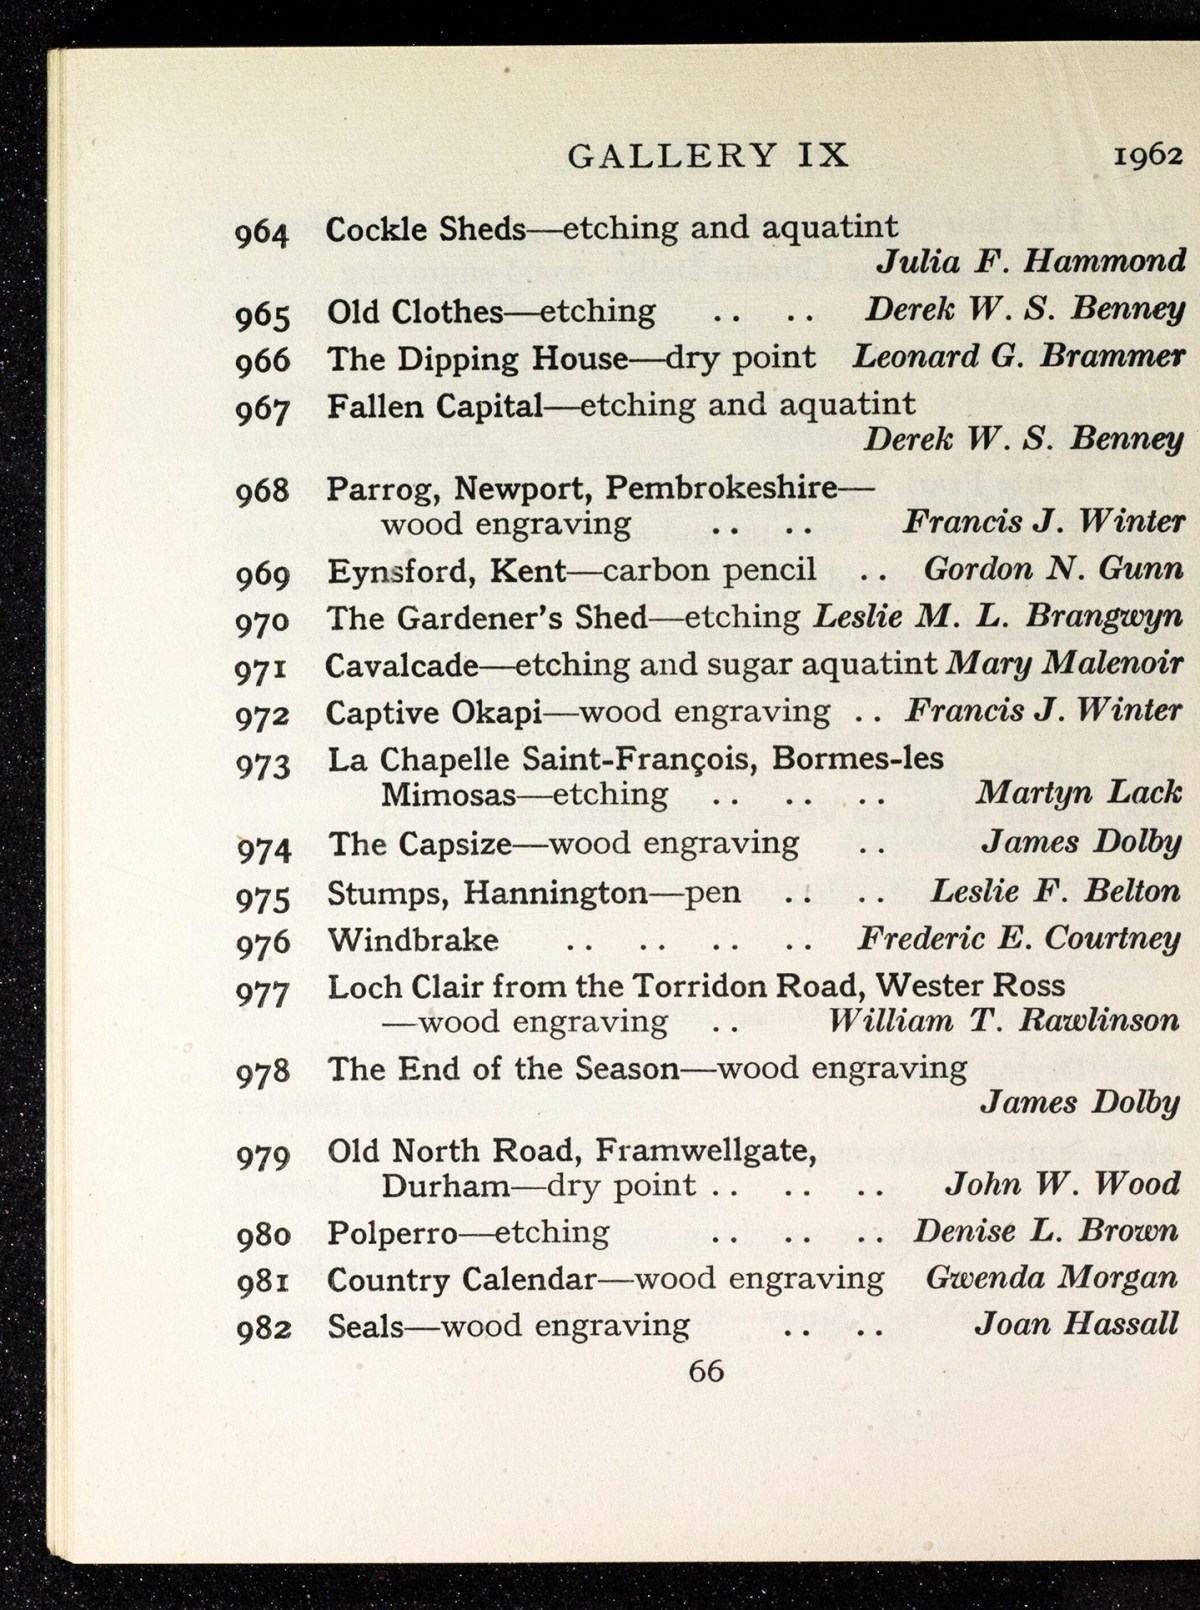 GALLERY IX 1962
964 Cockle Sheds—etching and aquatint
Julia F. Hammond
965 Old Clothes—etching .. .. Derek W. S. Benney
966 The Dipping House—dry point Leonard G. Brammer
967 Fallen Capital—etching and aquatint
Derek W. S. Benney
968 Parrog, Newport, Pembrokeshire—
wood engraving .. .. Francis J. Winter
969 Eynsford, Kent—carbon pencil .. Gordon N. Gunn
970 The Gardener's Shed—etching Leslie M. L. Brangwyn
971 Cavalcade—etching and sugar aquatint Mary Malenoir
972 Captive Okapi—wood engraving .. Francis J. Winter
973 La Chapelle Saint-François, Bormes-les
Mimosas—etching .. .. .. Martyn Lack
974 The Capsize—wood engraving .. James Dolby
975 Stumps, Hannington—pen .. .. Leslie F. Belton
976 Windbrake .. .. .. .. Frederic E. Courtney
977 Loch Clair from the Torridon Road, Wester Ross
—wood engraving .. William T. Rawlinson
978 The End of the Season—wood engraving
James Dolby
979 Old North Road, Framwellgate,
Durham—dry point .. .. .. John W. Wood
980 Polperro—etching .. .. .. Denise L. Brown
981 Country Calendar—wood engraving Gwenda Morgan
982 Seals—wood engraving .. .. Joan Hassall
66